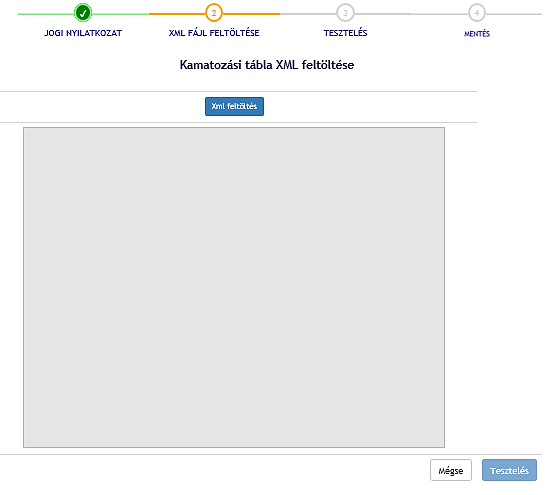 2 3 4
JOGI NYILATKOZAT XML FÁJL FELTÖLTÉSE TESZTELÉS MENTÉS
Kamatozási tábla XML feltöltése
Xml feltöltés
Mégse Tesztelés